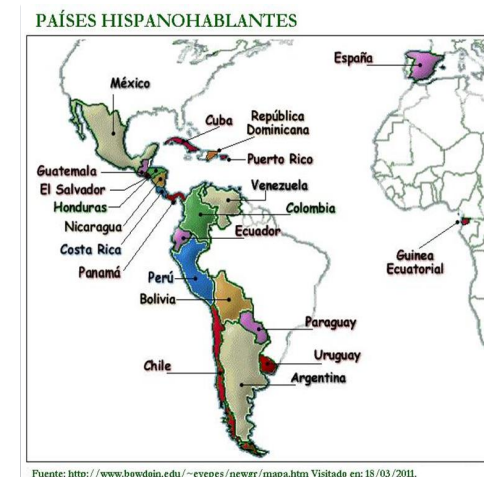 PAÍSES HISPANOHABLANTES
España
México
Cuba
República
Dominicana
Puerto Rico
Guatemala
El Salvador
Honduras
Nicaragua
Costa Rica
Panamá
Venezuela
Colombia
Ecuador
Guinea
Ecuatorial
Perú
Bolivia
Paraguay
Uruguay
Chile
Argentina
Fuente: http://www.bowdoin.edu/~eyepes/newgr/mapa.htm Visitado en: 18/03/2011.